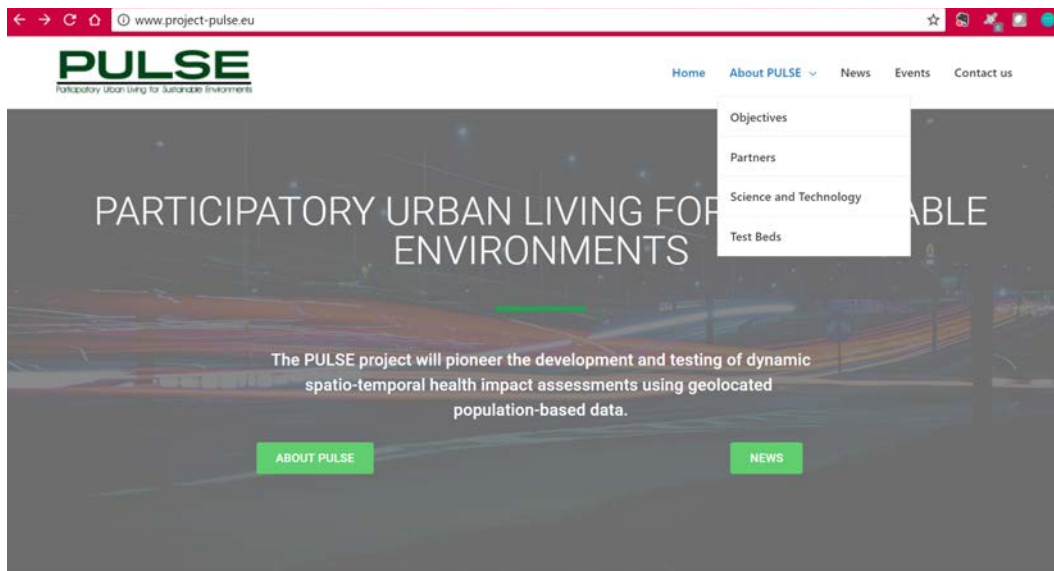 www.project-pulse.eu
PULSE
Participatory Urban Living for Sustainable Environments
Home About PULSE News Events Contact us
Objectives
Partners
Science and Technology
Test Beds
PARTICIPATORY URBAN LIVING FOR ABLE
ENVIRONMENTS
The PULSE project will pioneer the development and testing of dynamic
spatio-temporal health impact assessments using geolocated
population-based data.
ABOUT PULSE NEWS